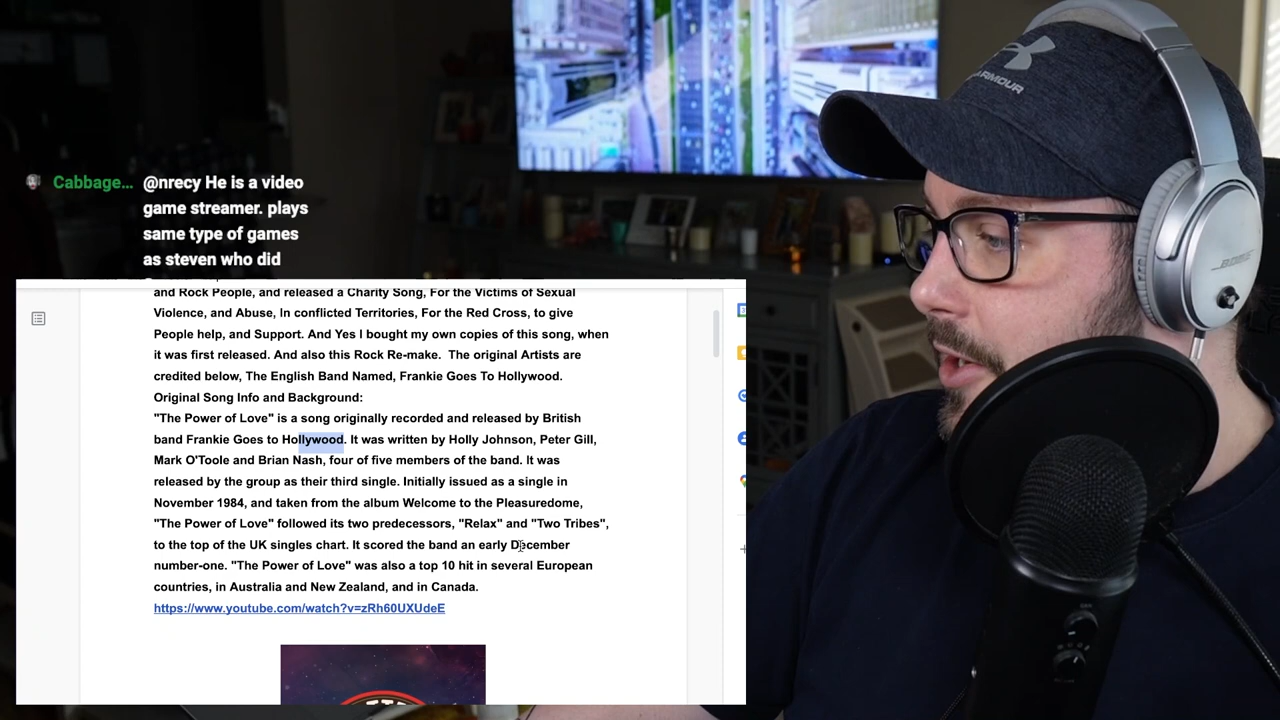 Cabbage... @nrecy He is a video
game streamer. plays
same type of games
as steven who did
and Rock People, and released a Charity Song, For the Victims of Sexual
Violence, and Abuse, In conflicted Territories, For the Red Cross, to give
People help, and Support. And Yes I bought my own copies of this song, when
it was first released. And also this Rock Re-make.  The original Artists are
credited below, The English Band Named, Frankie Goes To Hollywood.
Original Song Info and Background:
"The Power of Love" is a song originally recorded and released by British
band Frankie Goes to Hollywood. It was written by Holly Johnson, Peter Gill,
Mark O'Toole and Brian Nash, four of five members of the band. It was
released by the group as their third single. Initially issued as a single in
November 1984, and taken from the album Welcome to the Pleasuredome,
"The Power of Love" followed its two predecessors, "Relax" and "Two Tribes",
to the top of the UK singles chart. It scored the band an early December
number-one. "The Power of Love" was also a top 10 hit in several European
countries, in Australia and New Zealand, and in Canada.
https://www.youtube.com/watch?v=zRh60UXUdeE
ARMOUR
BOSE